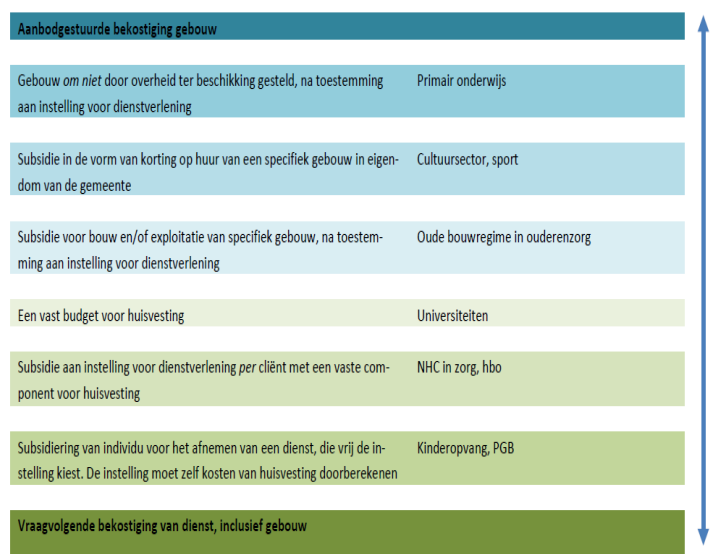 Aanbodgestuurde bekostiging gebouw
Gebouw om niet door overheid ter beschikking gesteld, na toestemming
aan instelling voor dienstverlening
Primair onderwijs
Subsidie in de vorm van korting op huur van een specifiek gebouw in eigen-
dom van de gemeente
Cultuursector, sport
Subsidie voor bouw en/of exploitatie van specifiek gebouw, na toestem-
ming aan instelling voor dienstverlening
Oude bouwregime in ouderenzorg
Een vast budget voor huisvesting
Universiteiten
Subsidie aan instelling voor dienstverlening per cliënt met een vaste com-
ponent voor huisvesting
NHC in zorg, hbo
Subsidiering van individu voor het afnemen van een dienst, die vrij de in-
stelling kiest. De instelling moet zelf kosten van huisvesting doorberekenen
Kinderopvang, PGB
Vraagvolgende bekostiging van dienst, inclusief gebouw